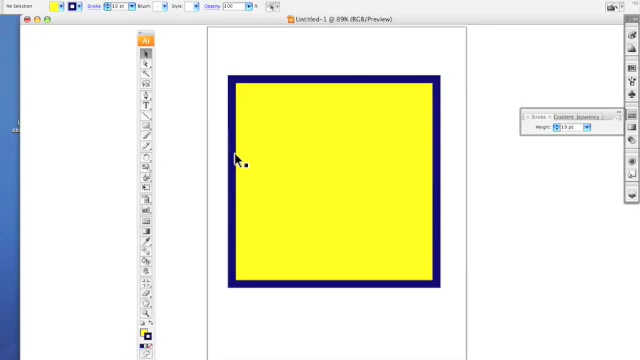 No Selection Stroke: 13 pt Brush: Style: Opacity: 100 %
Untitled-1 @ 89% (RGB/Preview)
Ai
T
Stroke Gradient
Weight: 13 pt